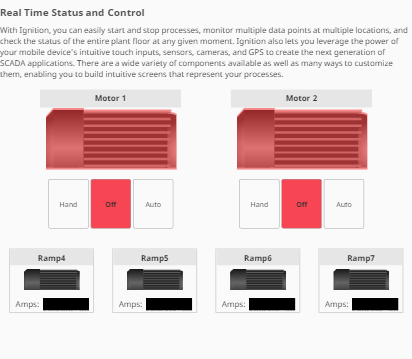 Real Time Status and Control
With Ignition, you can easily start and stop processes, monitor multiple data points at multiple locations, and
check the status of the entire plant floor at any given moment. Ignition also lets you leverage the power of
your mobile device's intuitive touch inputs, sensors, cameras, and GPS to create the next generation of
SCADA applications. There are a wide variety of components available as well as many ways to customize
them, enabling you to build intuitive screens that represent your processes.
Motor 1 Motor 2
Hand Off Auto Hand Off Auto
Ramp4 Ramp5 Ramp6 Ramp7
Amps: Amps: Amps: Amps: